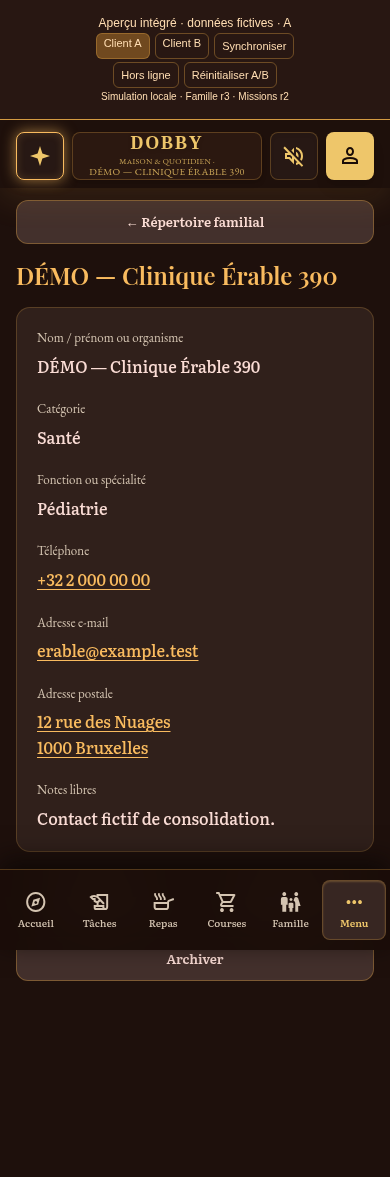 Aperçu intégré · données fictives · A
Client A
Client B
Synchroniser
Hors ligne
Réinitialiser A/B
Simulation locale · Famille r3 · Missions r2
DOBBY
MAISON & QUOTIDIEN ·
DÉMO — CLINIQUE ÉRABLE 390
← Répertoire familial
DÉMO — Clinique Érable 390
Nom / prénom ou organisme
DÉMO — Clinique Érable 390
Catégorie
Santé
Fonction ou spécialité
Pédiatrie
Téléphone
+32 2 000 00 00
Adresse e-mail
erable@example.test
Adresse postale
12 rue des Nuages
1000 Bruxelles
Notes libres
Contact fictif de consolidation.
Accueil
Tâches
Repas
Courses
Famille
Menu
Archiver